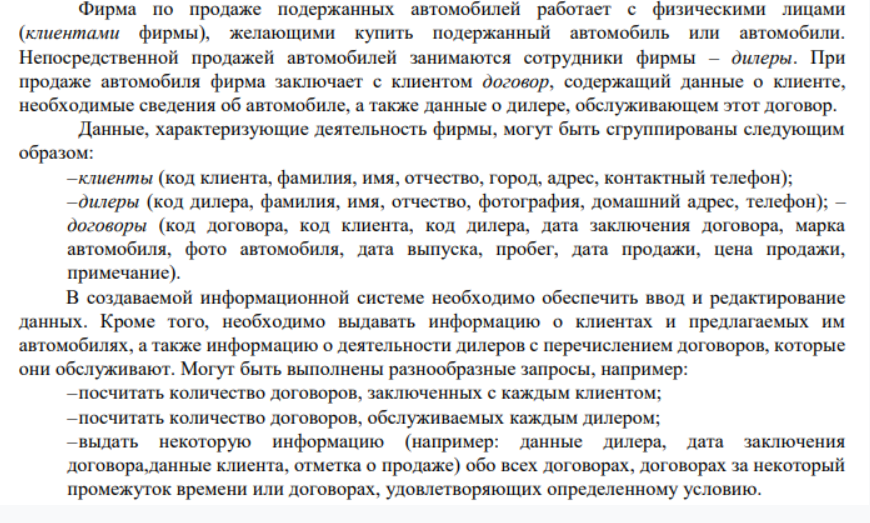 Фирма по продаже подержанных автомобилей работает с физическими лицами
(клиентами фирмы), желающими купить подержанный автомобиль или автомобили.
Непосредственной продажей автомобилей занимаются сотрудники фирмы – дилеры. При
продаже автомобиля фирма заключает с клиентом договор, содержащий данные о клиенте,
необходимые сведения об автомобиле, а также данные о дилере, обслуживающем этот договор.
Данные, характеризующие деятельность фирмы, могут быть сгруппированы следующим
образом:
–клиенты (код клиента, фамилия, имя, отчество, город, адрес, контактный телефон);
–дилеры (код дилера, фамилия, имя, отчество, фотография, домашний адрес, телефон); –
договоры (код договора, код клиента, код дилера, дата заключения договора, марка
автомобиля, фото автомобиля, дата выпуска, пробег, дата продажи, цена продажи,
примечание).
В создаваемой информационной системе необходимо обеспечить ввод и редактирование
данных. Кроме того, необходимо выдавать информацию о клиентах и предлагаемых им
автомобилях, а также информацию о деятельности дилеров с перечислением договоров, которые
они обслуживают. Могут быть выполнены разнообразные запросы, например:
–посчитать количество договоров, заключенных с каждым клиентом;
–посчитать количество договоров, обслуживаемых каждым дилером;
–выдать некоторую информацию (например: данные дилера, дата заключения
договора,данные клиента, отметка о продаже) обо всех договорах, договорах за некоторый
промежуток времени или договорах, удовлетворяющих определенному условию.